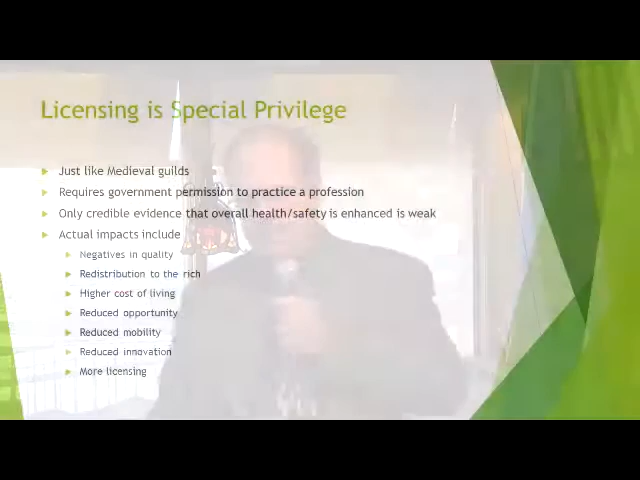 Licensing is Special Privilege
Just like Medieval guilds
Requires government permission to practice a profession
Only credible evidence that overall health/safety is enhanced is weak
Actual impacts include
Negatives in quality
Redistribution to the rich
Higher cost of living
Reduced opportunity
Reduced mobility
Reduced innovation
More licensing